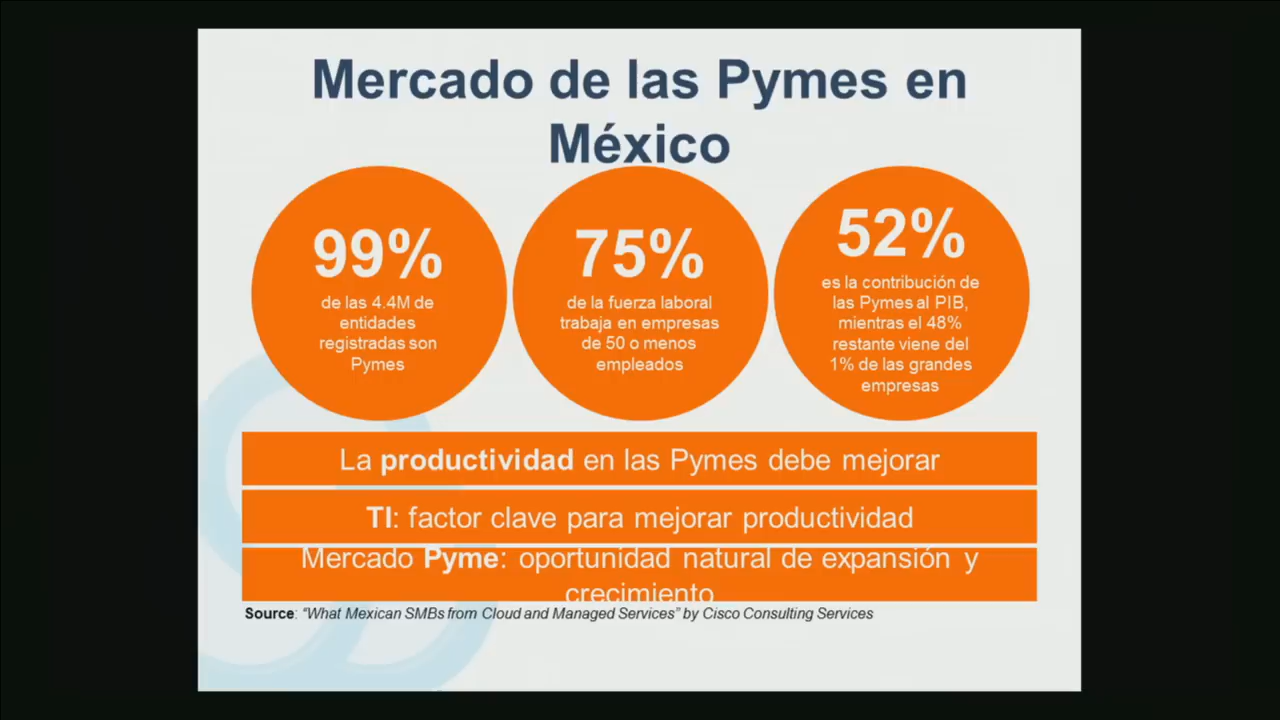 Mercado de las Pymes en
México
99%
de las 4.4M de
entidades
registradas son
Pymes
75%
de la fuerza laboral
trabaja en empresas
de 50 o menos
empleados
52%
es la contribución de
las Pymes al PIB,
mientras el 48%
restante viene del
1% de las grandes
empresas
La productividad en las Pymes debe mejorar
TI: factor clave para mejorar productividad
Mercado Pyme: oportunidad natural de expansión y
crecimiento
Source: “What Mexican SMBs from Cloud and Managed Services” by Cisco Consulting Services